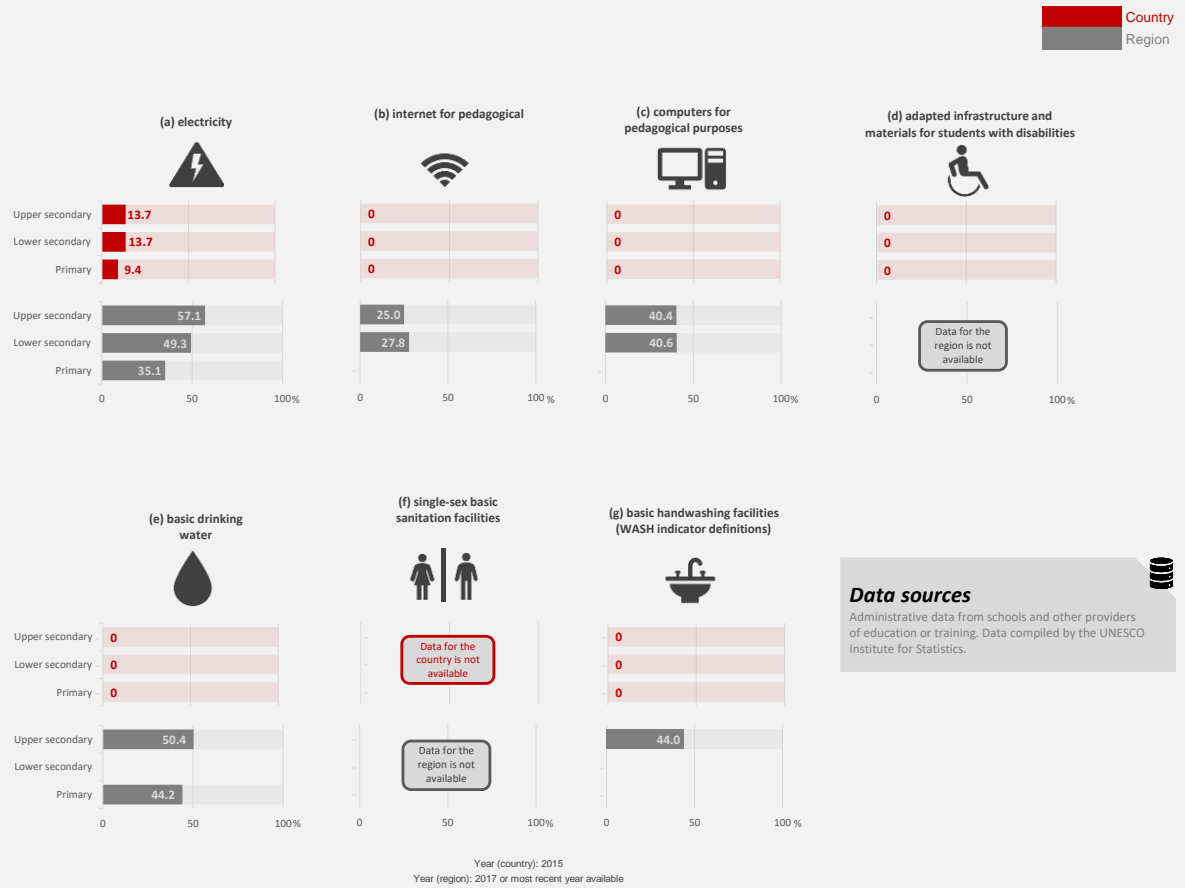 Country
Region
(a) electricity
(b) internet for pedagogical
(c) computers for
pedagogical purposes
(d) adapted infrastructure and
materials for students with disabilities
Upper secondary 13.7
Lower secondary 13.7
Primary 9.4
0
0
0
0
0
0
0
0
0
Upper secondary 57.1
Lower secondary 49.3
Primary 35.1
0 50 100%
25.0
27.8
0 50 100 %
40.4
40.6
0 50 100%
Data for the
region is not
available
0 50 100%
(e) basic drinking
water
(f) single-sex basic
sanitation facilities
(g) basic handwashing facilities
(WASH indicator definitions)
Upper secondary 0
Lower secondary 0
Primary 0
Data for the
country is not
available
0
0
0
Upper secondary 50.4
Lower secondary
Primary 44.2
0 50 100%
Data for the
region is not
available
0 50 100%
44.0
0 50 100 %
Data sources
Administrative data from schools and other providers
of education or training. Data compiled by the UNESCO
Institute for Statistics.
Year (country): 2015
Year (region): 2017 or most recent year available